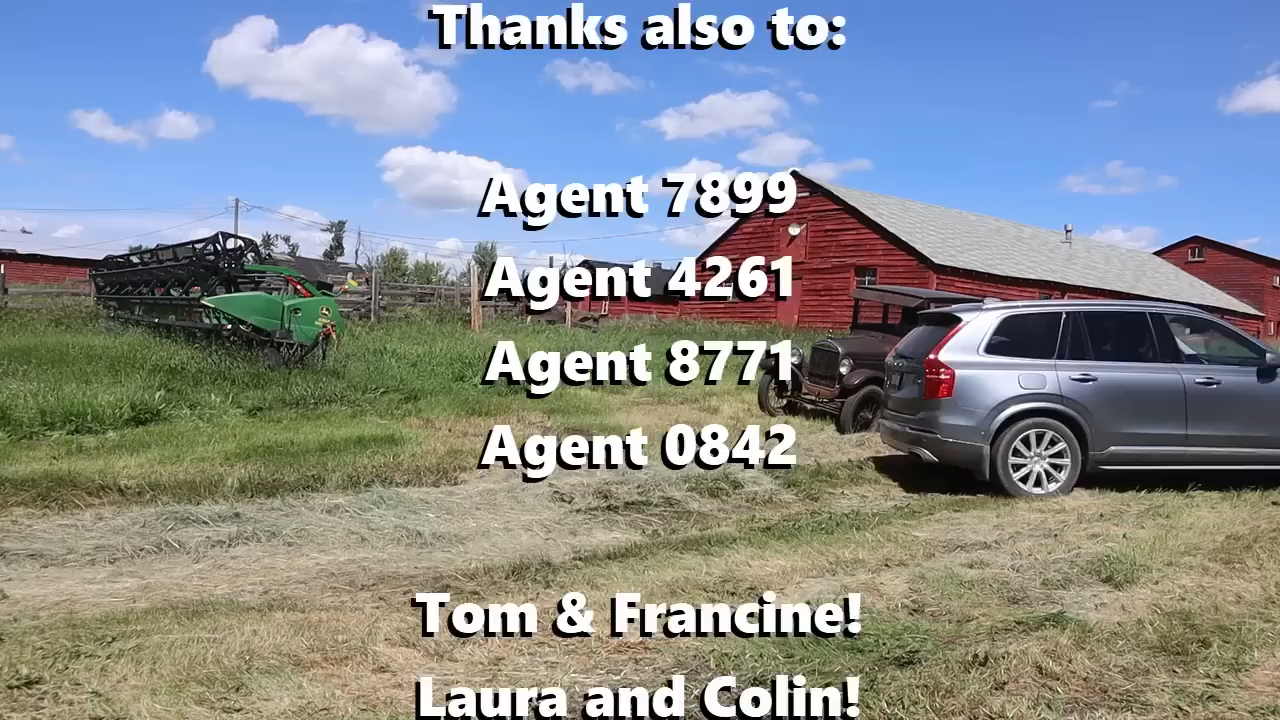 Thanks also to:
Agent 7899
Agent 4261
Agent 8771
Agent 0842
Tom & Francine!
Laura and Colin!